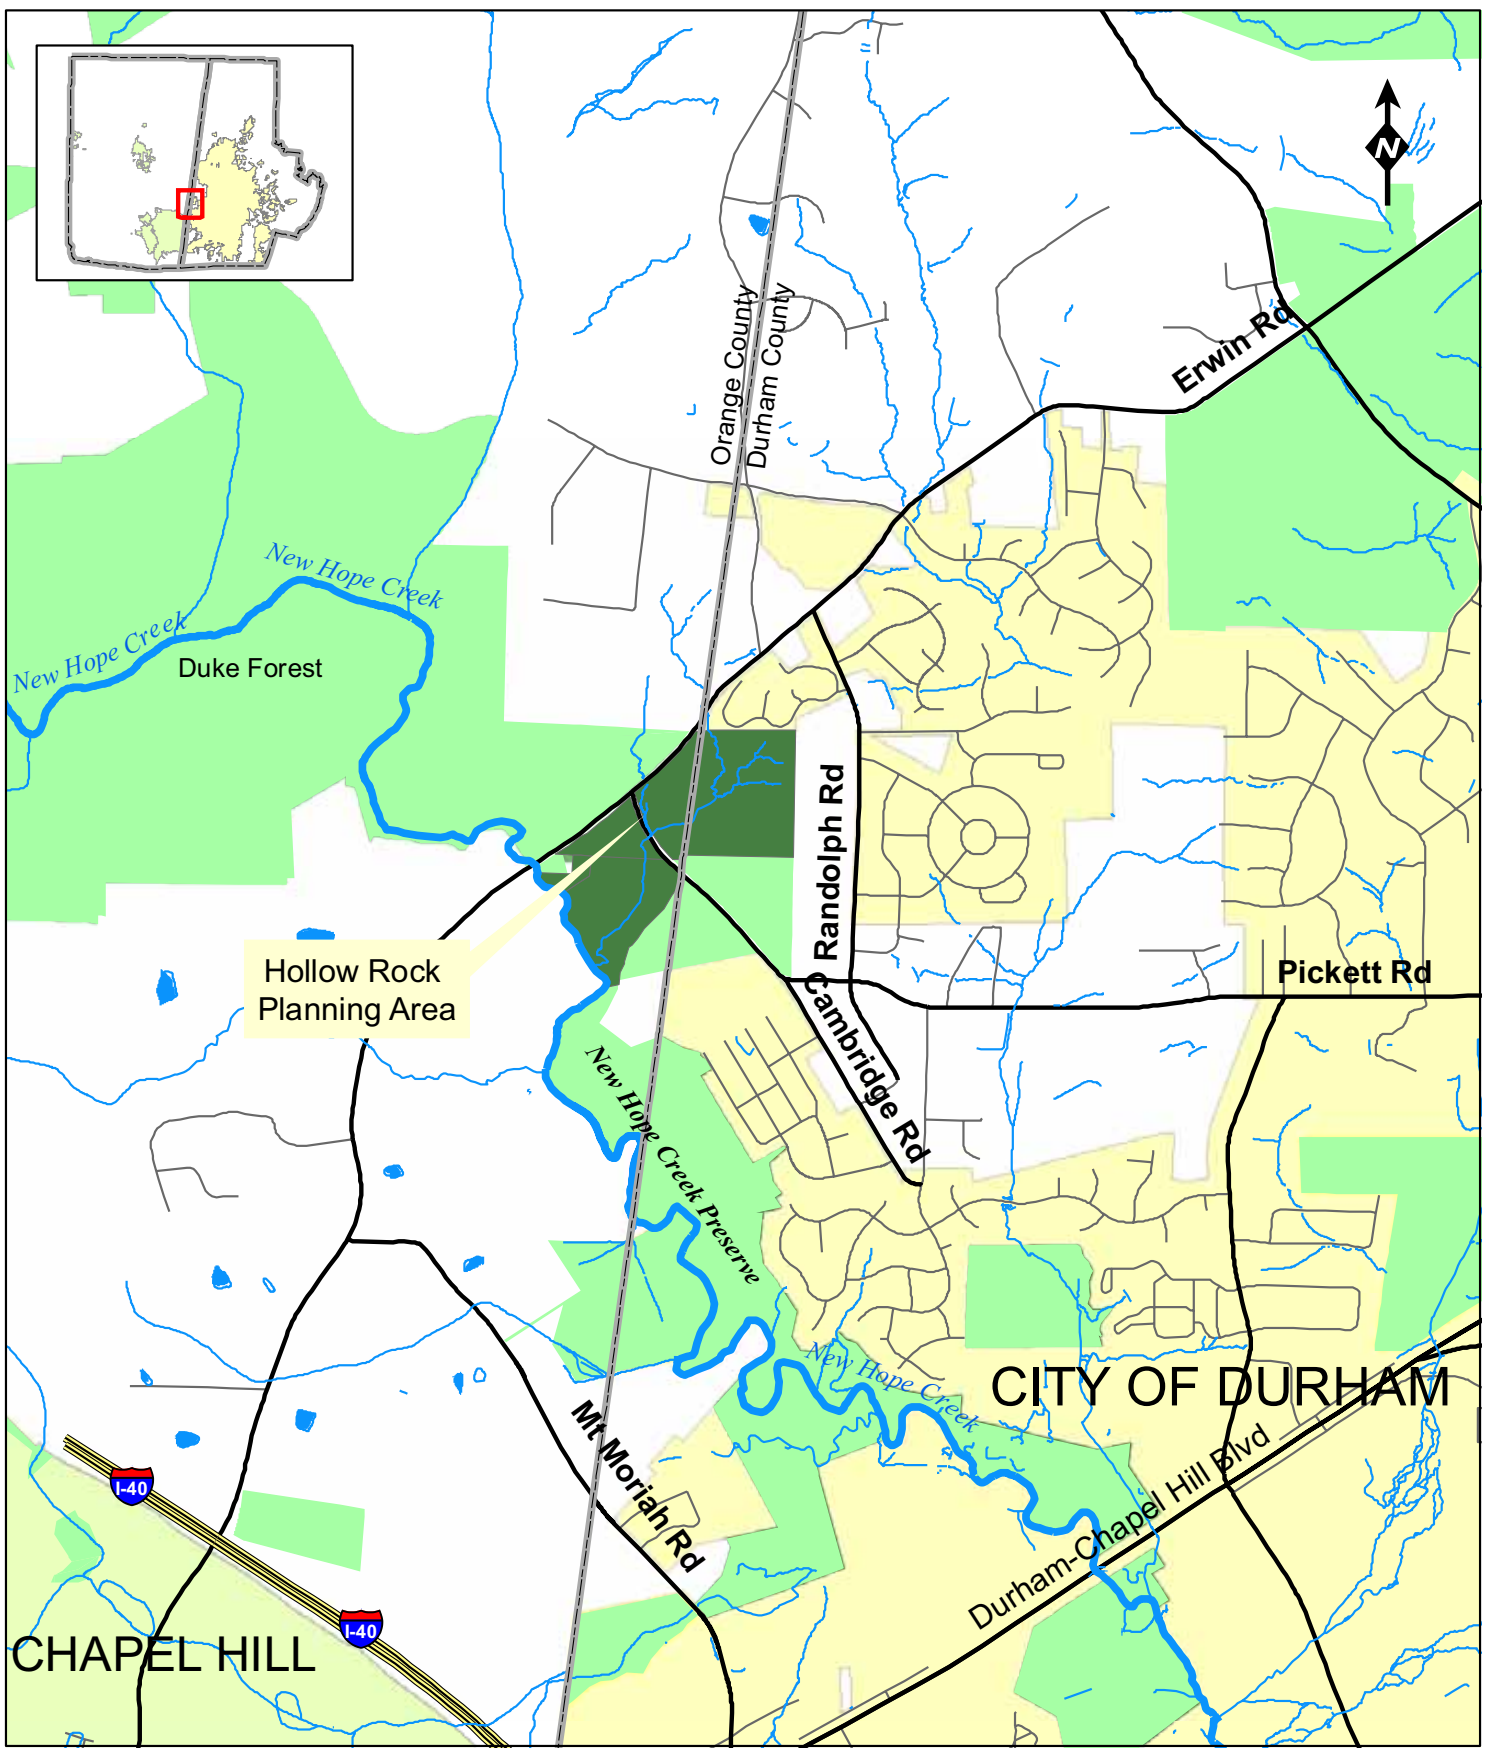 N
Orange County
Durham County
Erwin Rd
New Hope Creek
New Hope Creek
Duke Forest
Randolph Rd
Hollow Rock
Planning Area
Pickett Rd
Cambridge Rd
New Hope Creek Preserve
New Hope Creek
CITY OF DURHAM
Mt Moriah Rd
Durham-Chapel Hill Blvd
I-40
I-40
CHAPEL HILL